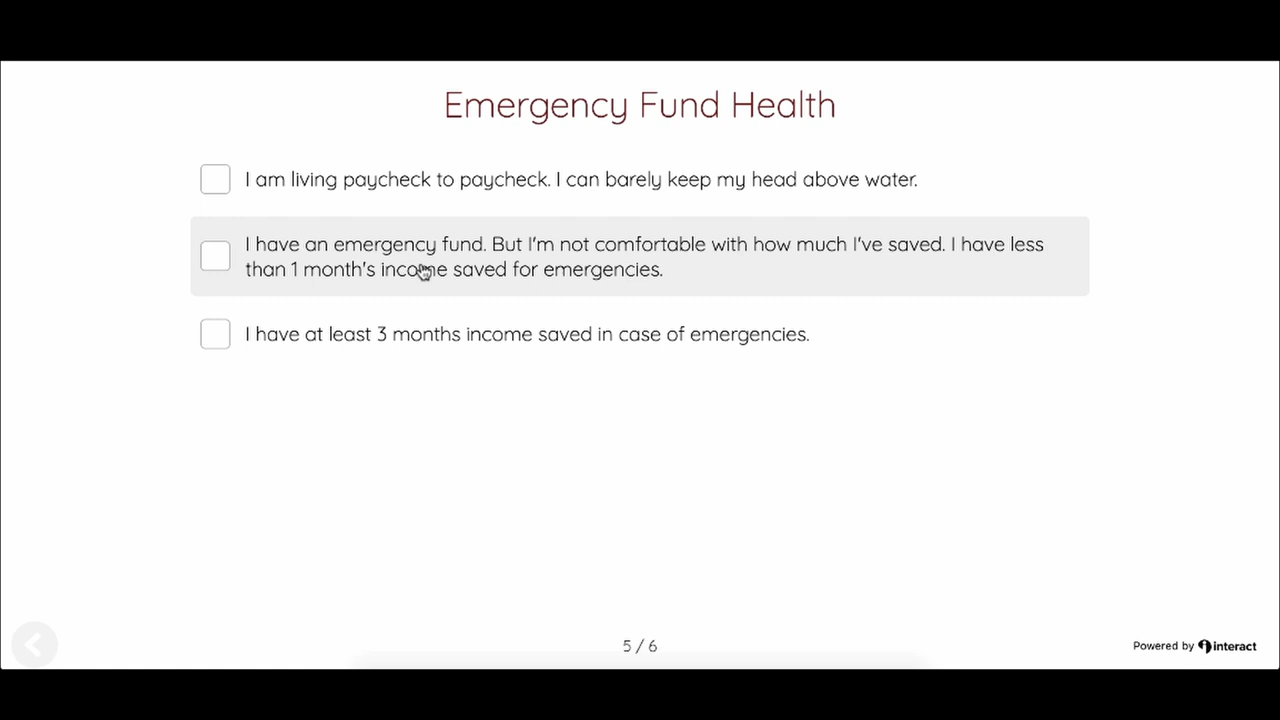 Emergency Fund Health
I am living paycheck to paycheck. I can barely keep my head above water.
I have an emergency fund. But I'm not comfortable with how much I've saved. I have less
than 1 month's income saved for emergencies.
I have at least 3 months income saved in case of emergencies.
5 / 6
Powered by interact